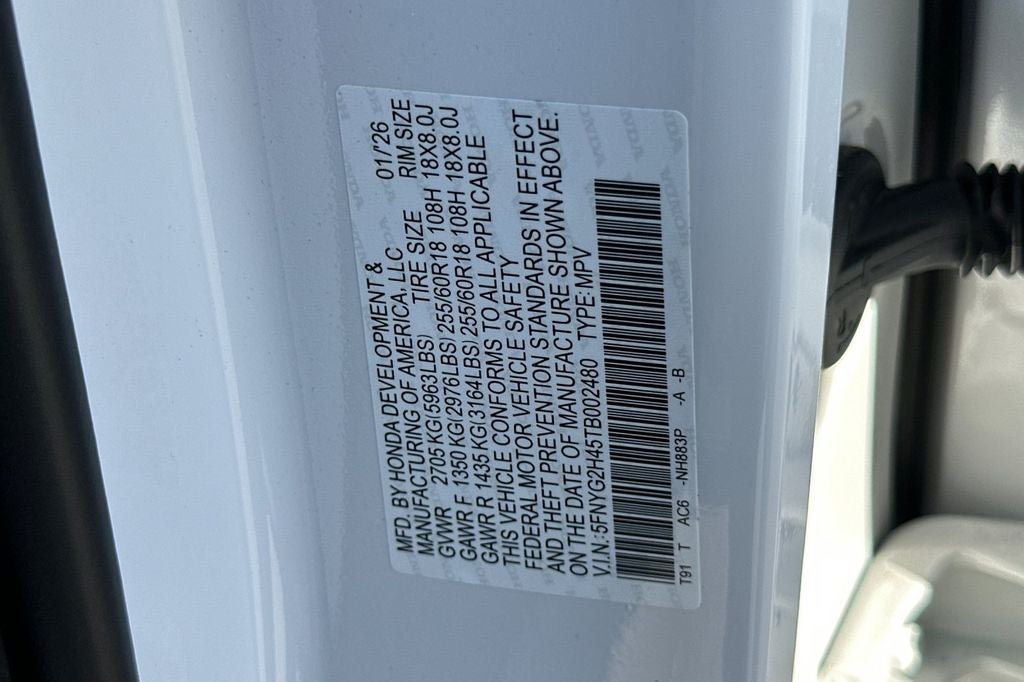 MFD. BY HONDA DEVELOPMENT & 01/26
MANUFACTURING OF AMERICA, LLC
TIRE SIZE RIM SIZE
GVWR 2705 KG(5963LBS)
GAWR F 1350 KG(2976LBS) 255/60R18 108H 18X8.0J
GAWR R 1435 KG(3164LBS) 255/60R18 108H 18X8.0J
THIS VEHICLE CONFORMS TO ALL APPLICABLE
FEDERAL MOTOR VEHICLE SAFETY
AND THEFT PREVENTION STANDARDS IN EFFECT
ON THE DATE OF MANUFACTURE SHOWN ABOVE.
V.I.N.:5FNYG2H45TB002480 TYPE:MPV
T91 T AC6 -NH883P -A -B